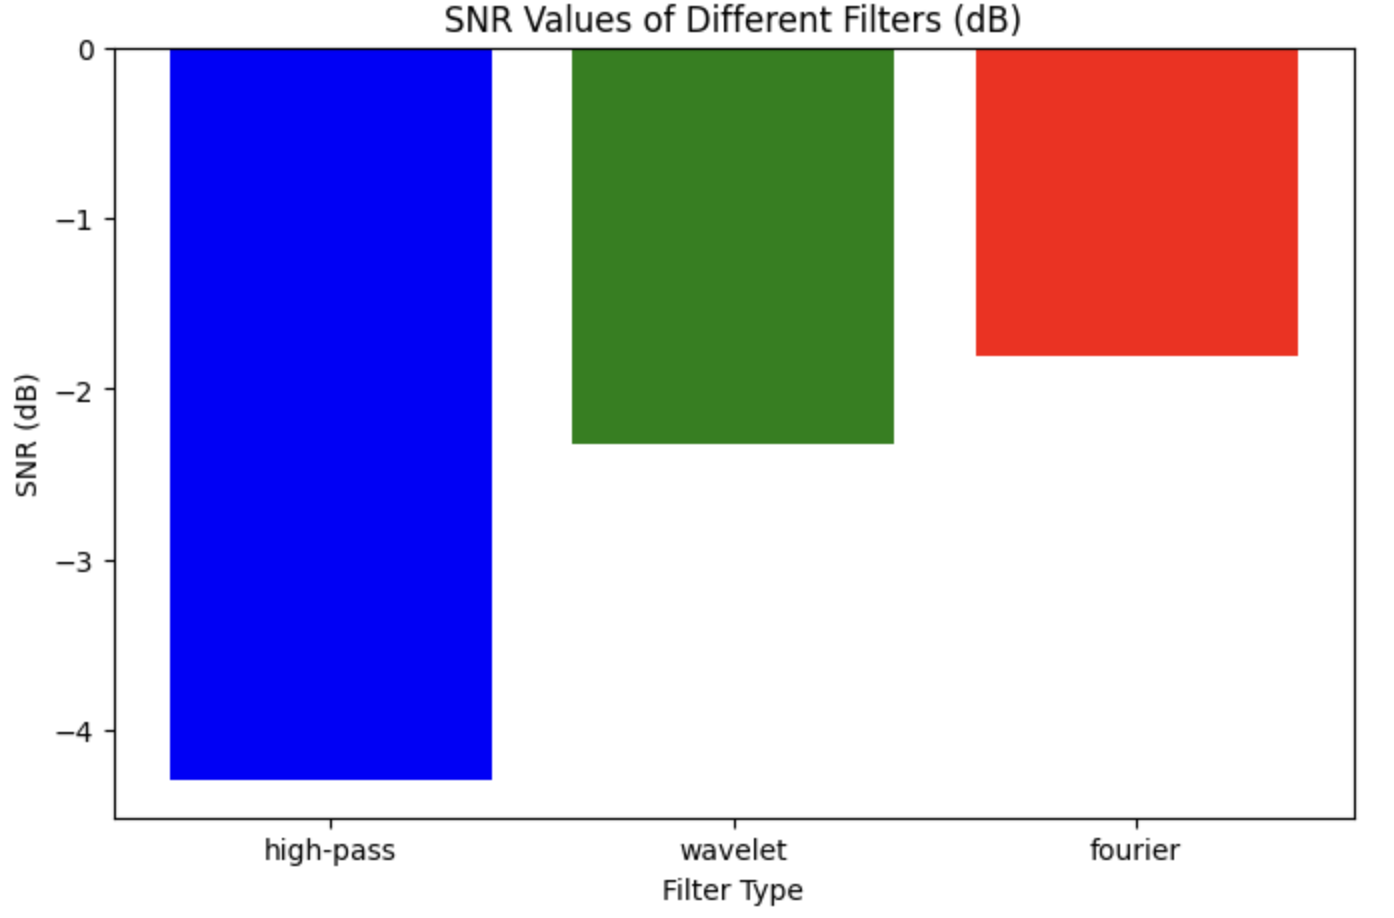 SNR Values of Different Filters (dB)
0
−1
−2
−3
−4
SNR (dB)
high-pass
wavelet
fourier
Filter Type